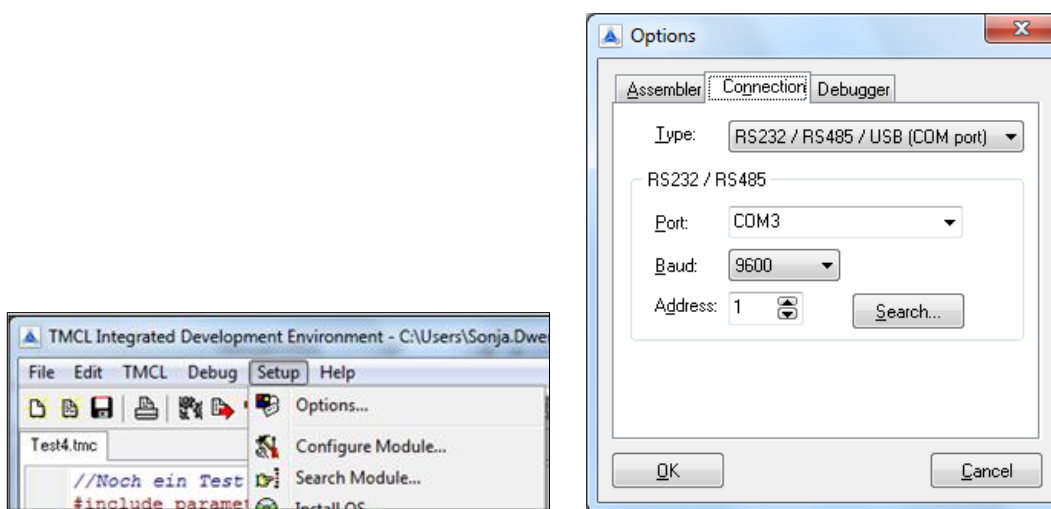 TMCL Integrated Development Environment - C:\Users\Sonja.Dwe
File Edit TMCL Debug Setup Help
Options...
Test4.tmc
Configure Module...
//Noch ein Test
Search Module...
#include
Install OS
Options
Assembler Connection Debugger
Type: RS232 / RS485 / USB (COM port)
RS232 / RS485
Port: COM3
Baud: 9600
Address: 1 Search...
OK Cancel